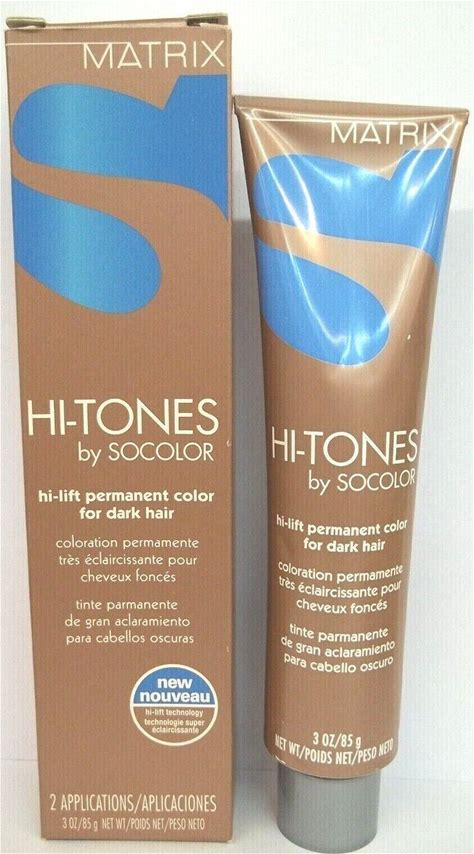 MATRIX
HI-TONES
by SOCOLOR
hi-lift permanent color
for dark hair
coloration permamente
très éclaircissante pour
cheveux foncés
tinte parmanente
de gran aclaramiento
para cabellos oscuras
new
nouveau
hi-lift technology
technologie super
éclaircissante
2 APPLICATIONS/APLICACIONES
3 OZ/85 g NET WT/POIDS NET/PESO NETO
MATRIX
HI-TONES
by SOCOLOR
hi-lift permanent color
for dark hair
coloration permamente
très éclaircissante pour
cheveux foncés
tinte parmanente
de gran aclaramiento
para cabello oscuro
3 OZ/85 g
NET WT/POIDS NET/PESO NETO